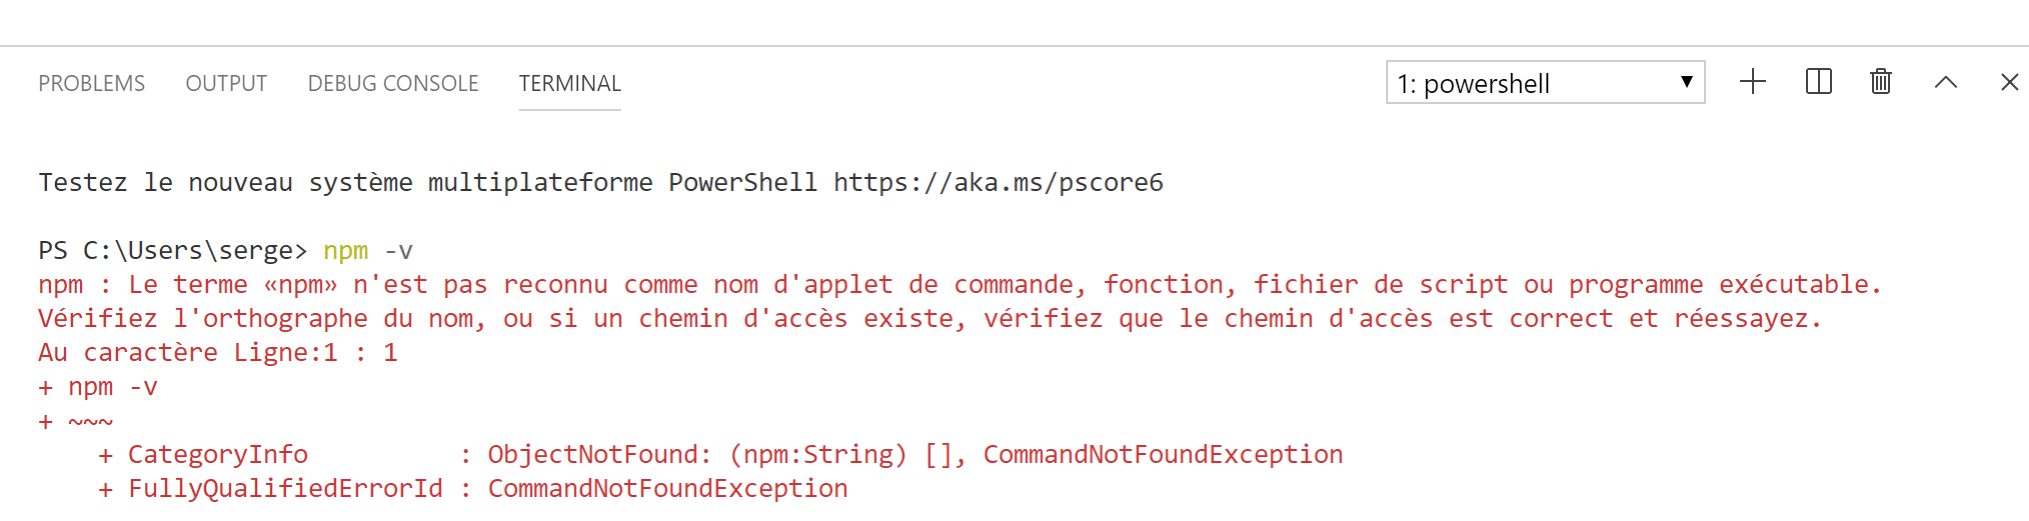 PROBLEMS OUTPUT DEBUG CONSOLE TERMINAL 1: powershell
Testez le nouveau système multiplateforme PowerShell https://aka.ms/pscore6
PS C:\Users\serge> npm -v
npm : Le terme «npm» n'est pas reconnu comme nom d'applet de commande, fonction, fichier de script ou programme exécutable.
Vérifiez l'orthographe du nom, ou si un chemin d'accès existe, vérifiez que le chemin d'accès est correct et réessayez.
Au caractère Ligne:1 : 1
+ npm -v
+ ~~~
    + CategoryInfo          : ObjectNotFound: (npm:String) [], CommandNotFoundException
    + FullyQualifiedErrorId : CommandNotFoundException